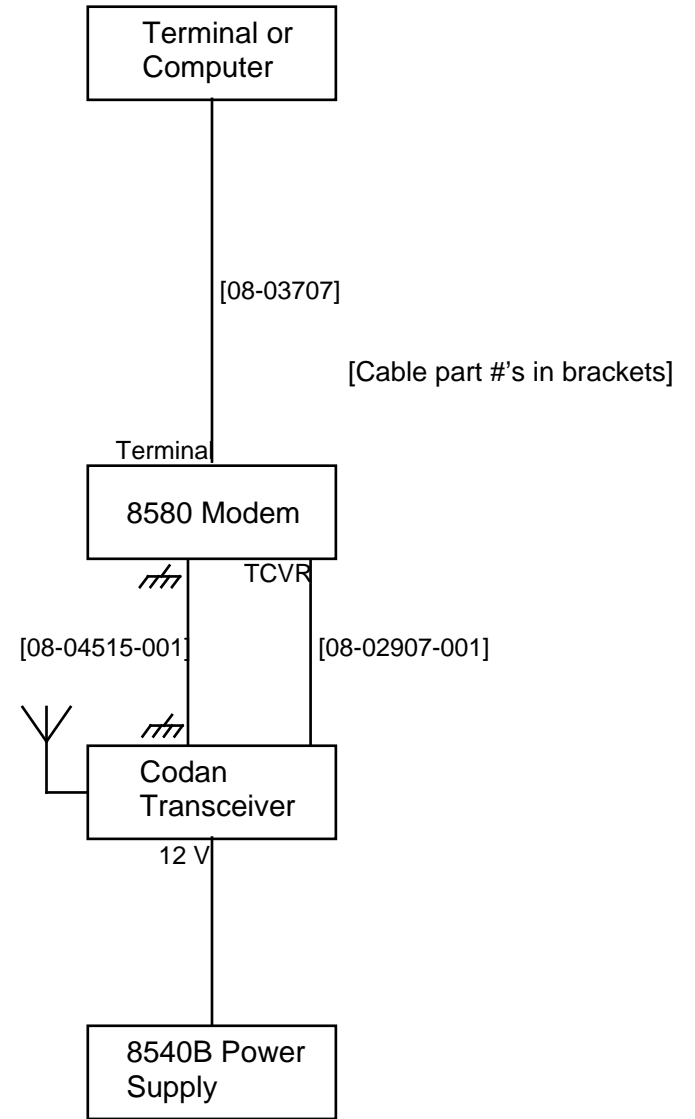 Terminal or
Computer
[08-03707]
[Cable part #'s in brackets]
Terminal
8580 Modem
TCVR
[08-04515-001]
[08-02907-001]
Codan
Transceiver
12 V
8540B Power
Supply